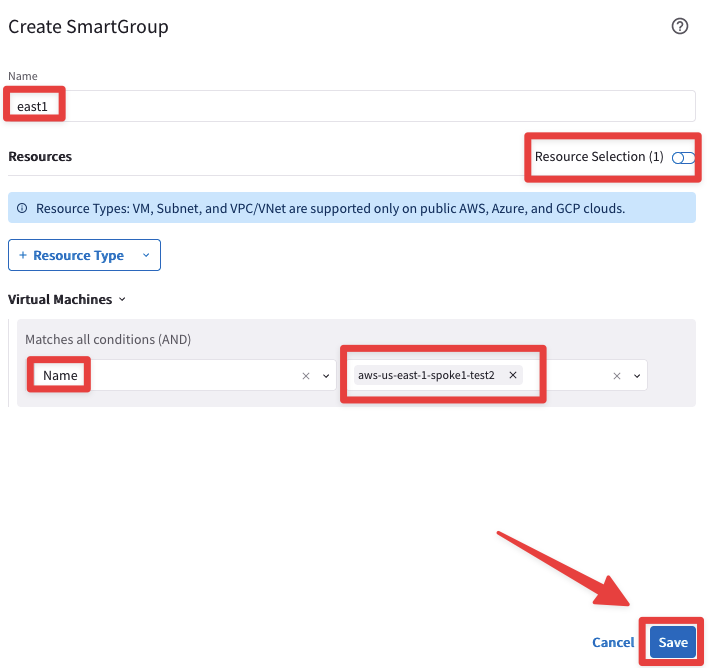 Create SmartGroup
Name
east1
Resources
Resource Selection (1)
Resource Types: VM, Subnet, and VPC/VNet are supported only on public AWS, Azure, and GCP clouds.
+ Resource Type
Virtual Machines
Matches all conditions (AND)
Name
aws-us-east-1-spoke1-test2
Cancel
Save